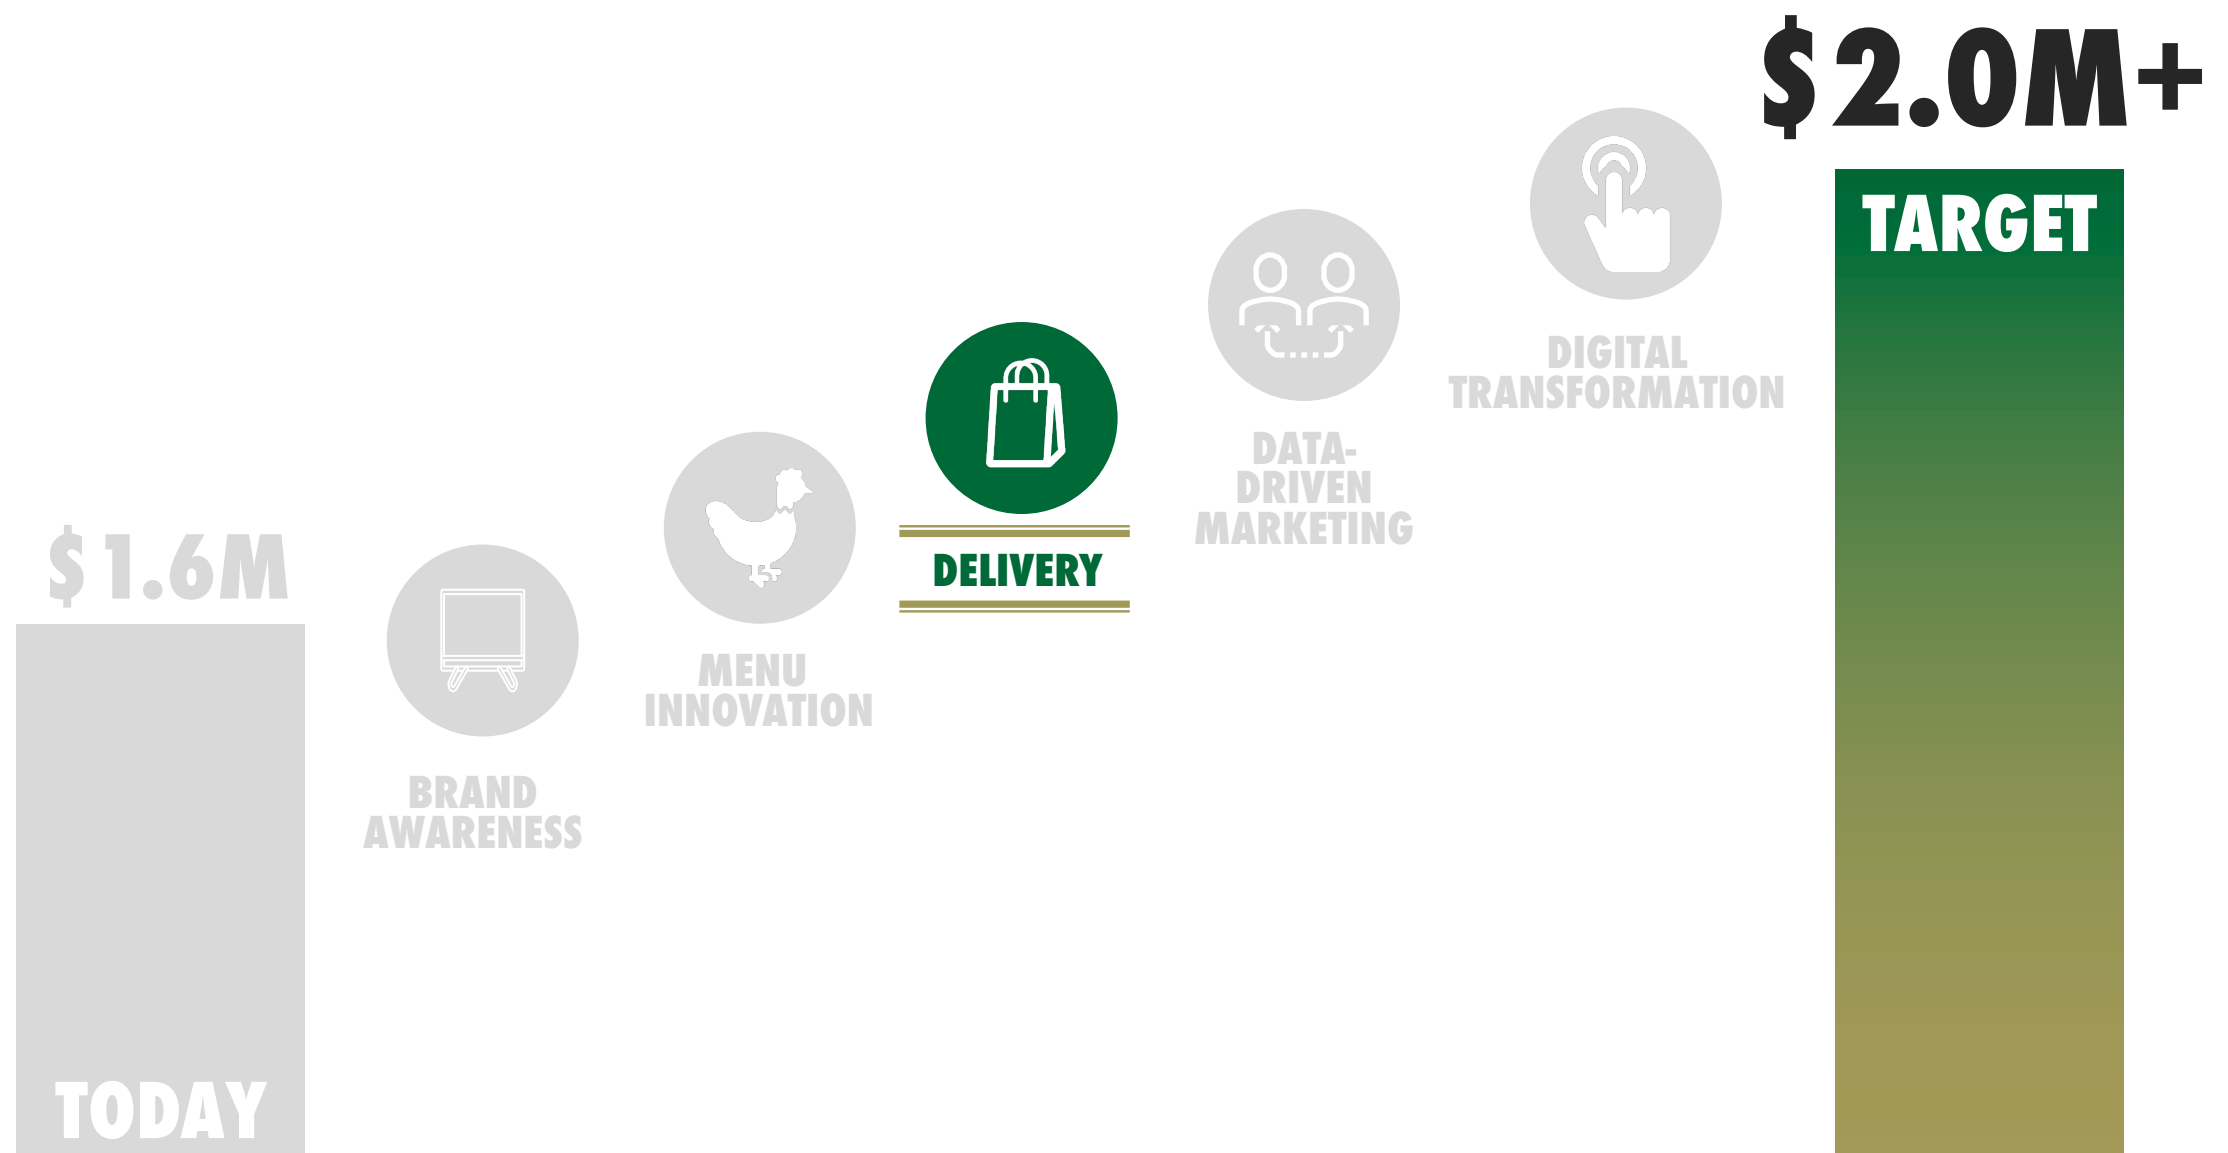 $1.6M
TODAY
BRAND
AWARENESS
MENU
INNOVATION
DELIVERY
DATA-
DRIVEN
MARKETING
DIGITAL
TRANSFORMATION
$2.0M+
TARGET